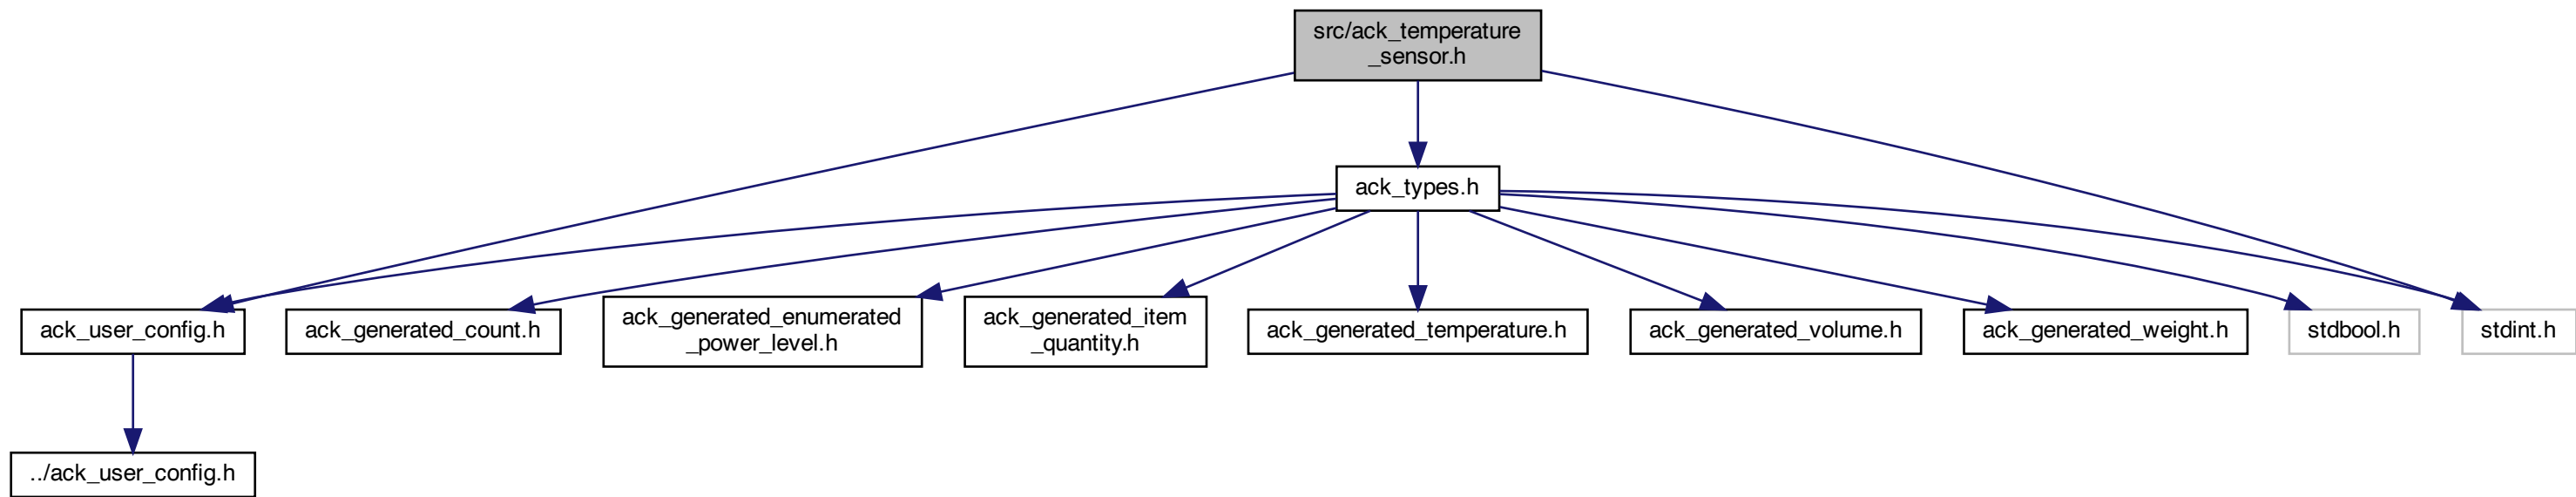 src/ack_temperature
_sensor.h
ack_types.h
ack_user_config.h
ack_generated_count.h
ack_generated_enumerated
_power_level.h
ack_generated_item
_quantity.h
ack_generated_temperature.h
ack_generated_volume.h
ack_generated_weight.h
stdbool.h
stdint.h
../ack_user_config.h